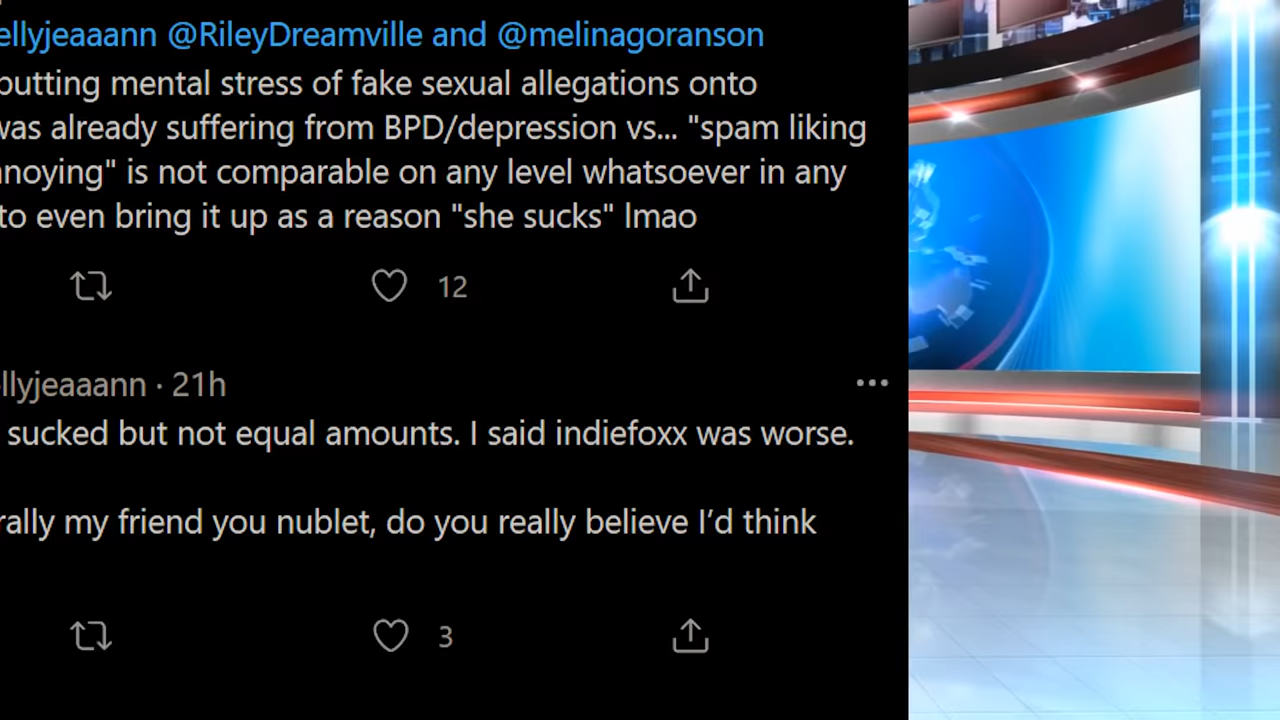 ellyjeaaann @RileyDreamville and @melinagoranson
putting mental stress of fake sexual allegations onto
was already suffering from BPD/depression vs... "spam liking
nnoying" is not comparable on any level whatsoever in any
to even bring it up as a reason "she sucks" lmao
12
llyjeaaann · 21h
sucked but not equal amounts. I said indiefoxx was worse.
rally my friend you nublet, do you really believe I’d think
3